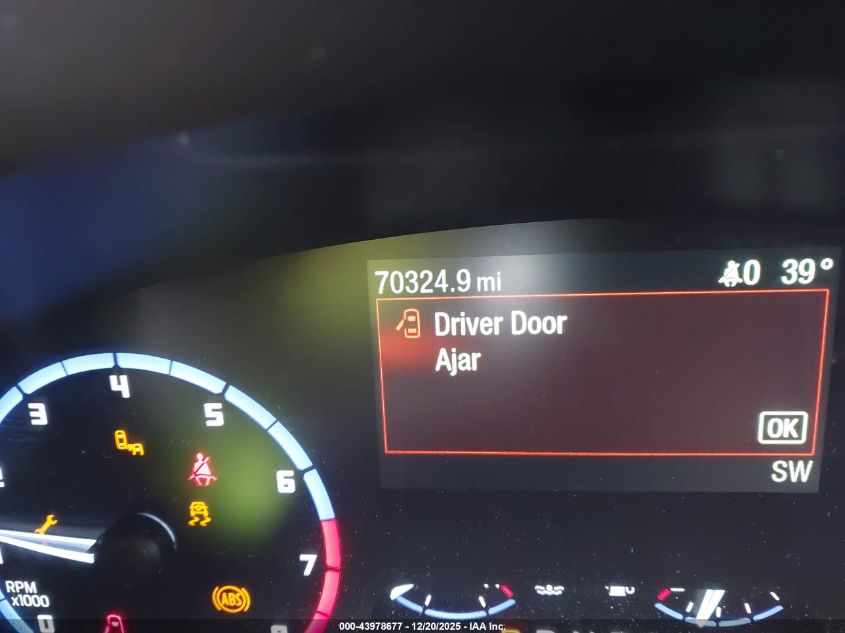 70324.9 mi
0 39°
Driver Door
Ajar
OK
SW
3
4
5
6
7
A
RPM
x1000
0
ABS
000-43978677 - 12/20/2025 - IAA Inc.